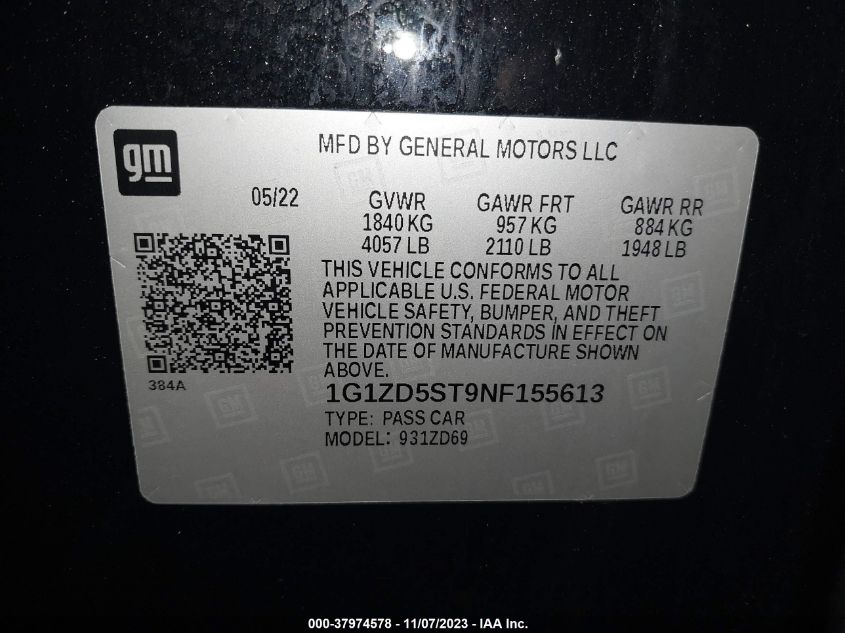 gm
MFD BY GENERAL MOTORS LLC
05/22
GVWR
1840 KG
4057 LB
GAWR FRT
957 KG
2110 LB
GAWR RR
884 KG
1948 LB
THIS VEHICLE CONFORMS TO ALL
APPLICABLE U.S. FEDERAL MOTOR
VEHICLE SAFETY, BUMPER, AND THEFT
PREVENTION STANDARDS IN EFFECT ON
THE DATE OF MANUFACTURE SHOWN
ABOVE.
384A
1G1ZD5ST9NF155613
TYPE: PASS CAR
MODEL: 931ZD69
000-37974578 - 11/07/2023 - IAA Inc.